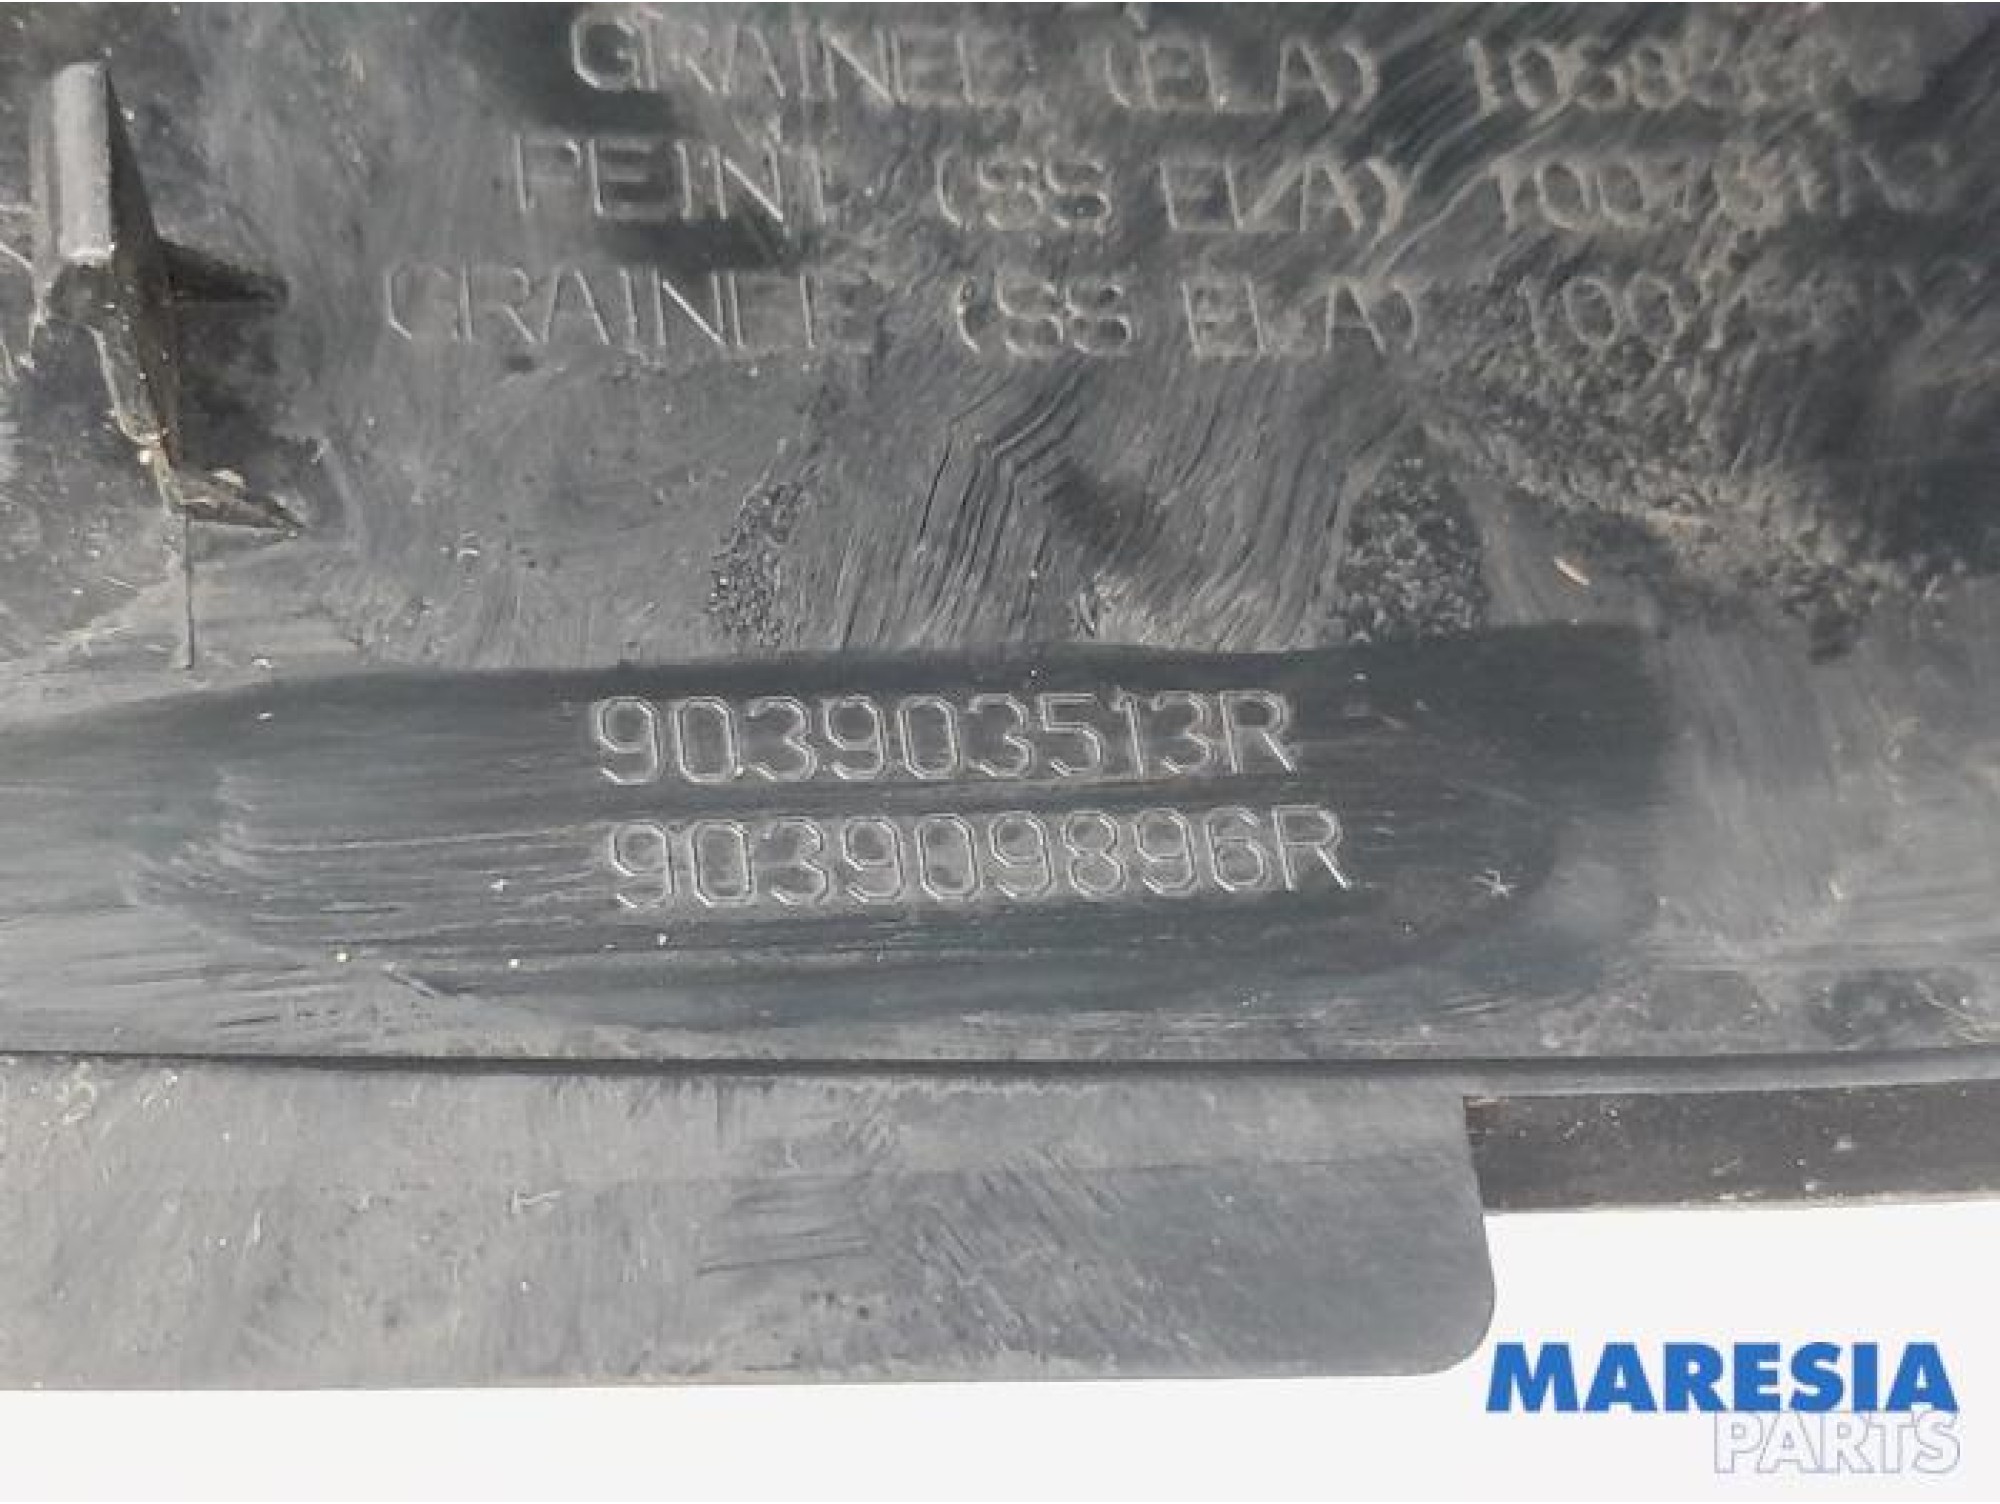 GRAINEE (ELA)
PEINT (SS ELA)
GRAINEE (SS ELA)
903903513R
903909896R
MARESIA
PARTS